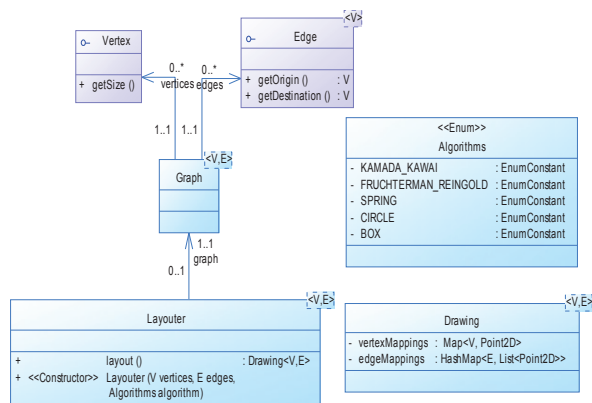 <V>
Vertex
Edge
+ getSize ()
+ getOrigin () : V
+ getDestination () : V
0..*
vertices
0..*
edges
1..1
1..1
<V,E>
Graph
<<Enum>>
Algorithms
- KAMADA_KAWAI : EnumConstant
- FRUCHTERMAN_REINGOLD : EnumConstant
- SPRING : EnumConstant
- CIRCLE : EnumConstant
- BOX : EnumConstant
1..1
graph
0..1
<V,E>
Layouter
+ layout () : Drawing<V,E>
+ <<Constructor>> Layouter (V vertices, E edges,
Algorithms algorithm)
<V,E>
Drawing
- vertexMappings : Map<V, Point2D>
- edgeMappings : HashMap<E, List<Point2D>>